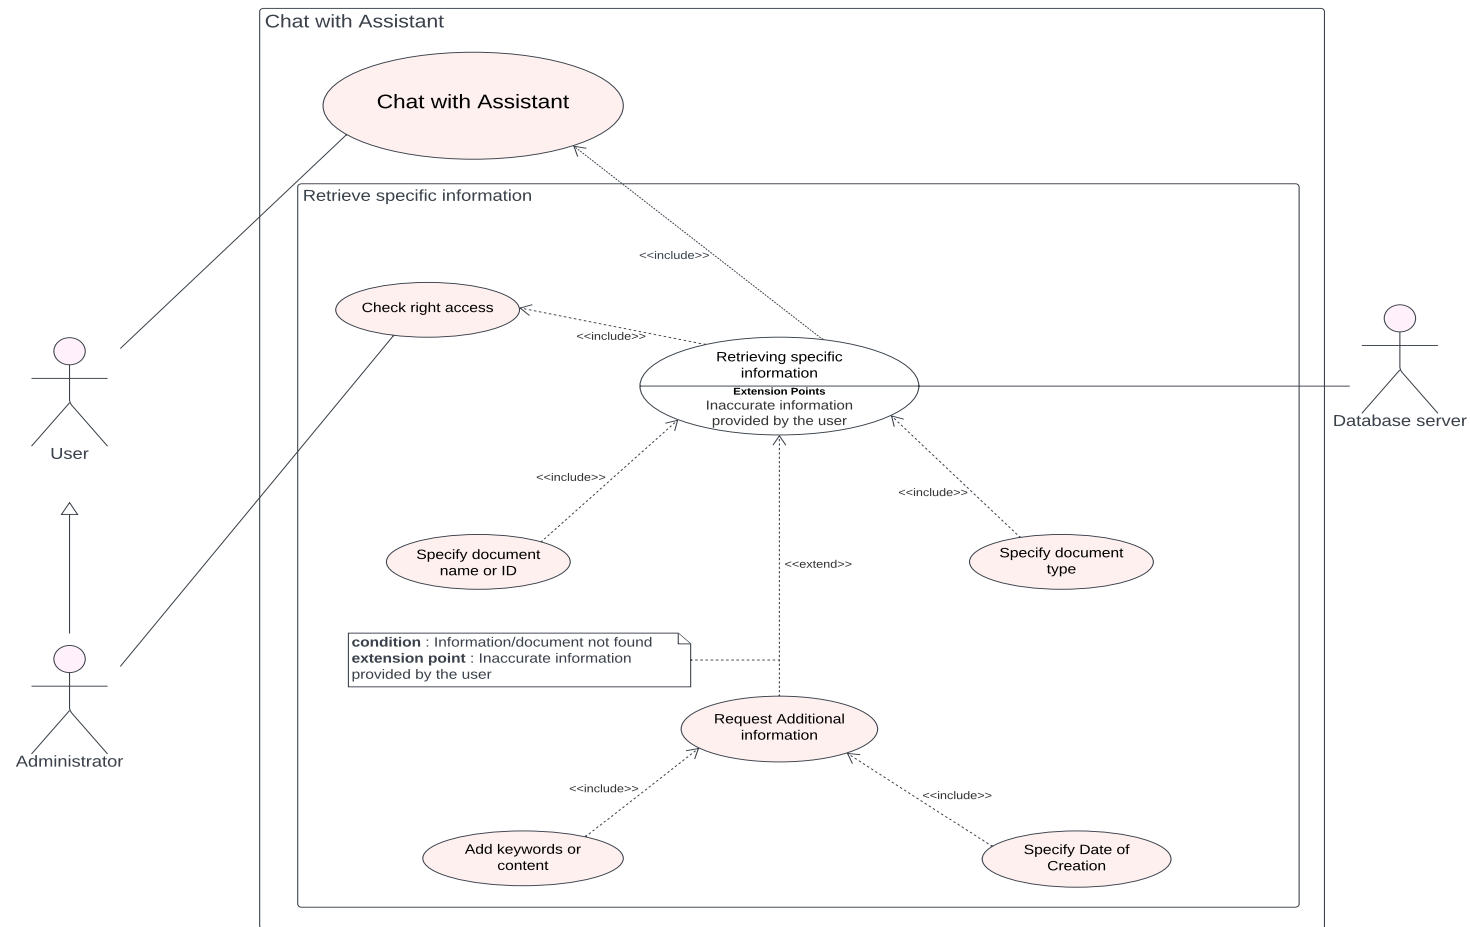 Chat with Assistant
Chat with Assistant
Retrieve specific information
<<include>>
Check right access
<<include>>
Retrieving specific
information
Extension Points
Inaccurate information
provided by the user
Database server
User
<<include>>
<<include>>
Specify document
name or ID
Specify document
type
<<extend>>
condition : Information/document not found
extension point : Inaccurate information
provided by the user
Request Additional
information
Administrator
<<include>>
<<include>>
Add keywords or
content
Specify Date of
Creation